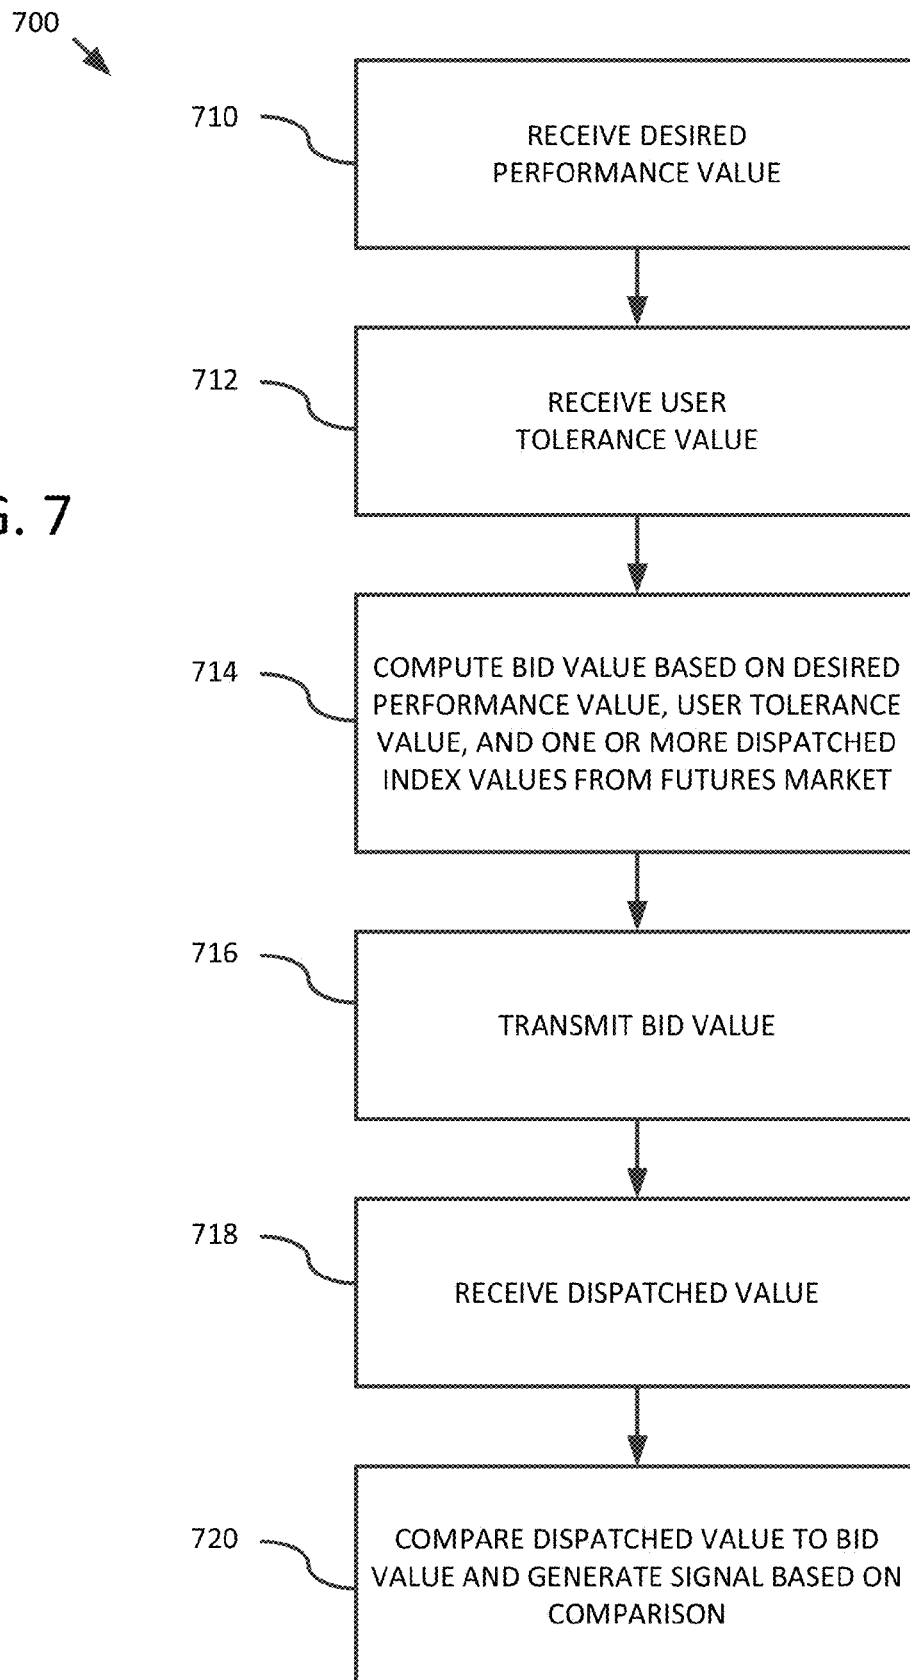 700
710
RECEIVE DESIRED
PERFORMANCE VALUE
712
RECEIVE USER
TOLERANCE VALUE
G. 7
714
COMPUTE BID VALUE BASED ON DESIRED
PERFORMANCE VALUE, USER TOLERANCE
VALUE, AND ONE OR MORE DISPATCHED
INDEX VALUES FROM FUTURES MARKET
716
TRANSMIT BID VALUE
718
RECEIVE DISPATCHED VALUE
720
COMPARE DISPATCHED VALUE TO BID
VALUE AND GENERATE SIGNAL BASED ON
COMPARISON